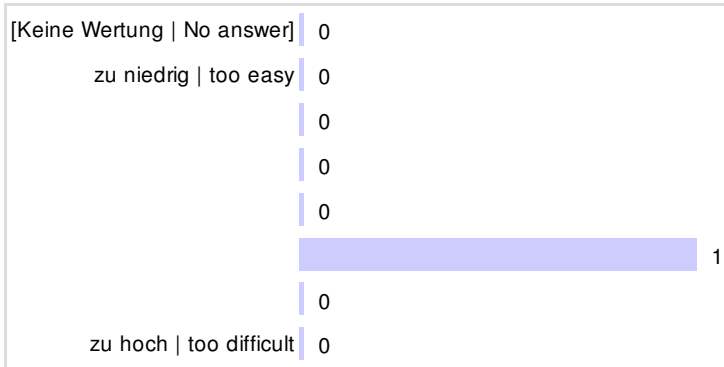 [Keine Wertung | No answer] 0
zu niedrig | too easy 0
0
0
0
1
0
zu hoch | too difficult 0